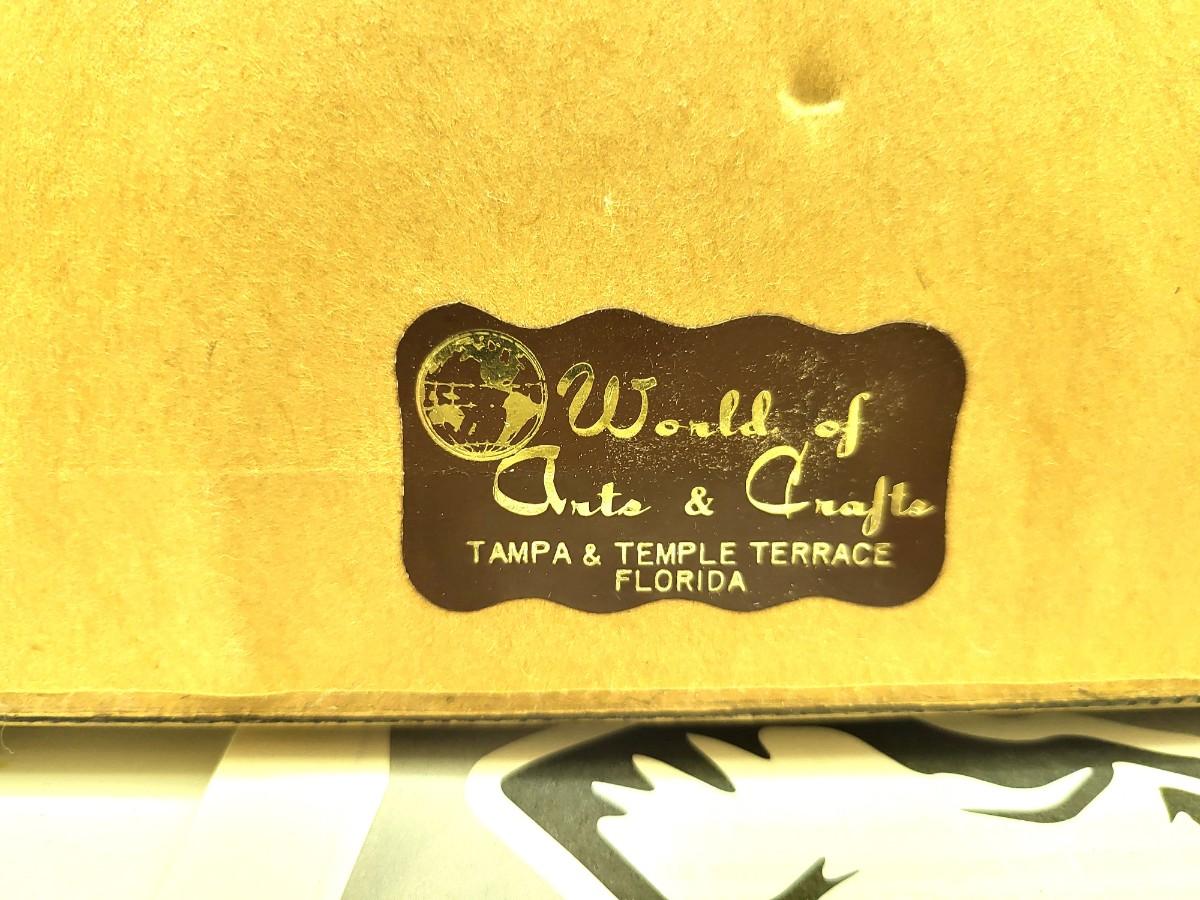 World of
Arts & Crafts
TAMPA & TEMPLE TERRACE
FLORIDA